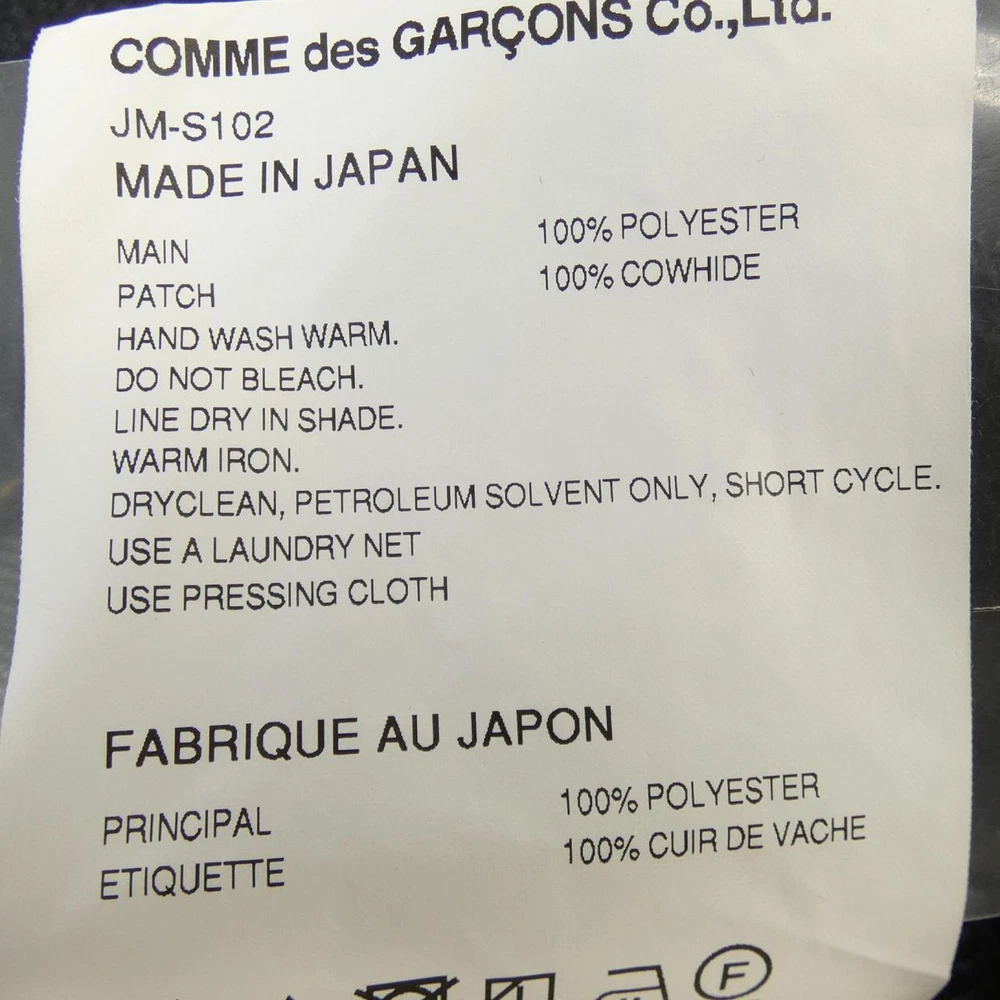 COMME des GARÇONS Co.,Ltd.
JM-S102
MADE IN JAPAN
MAIN 100% POLYESTER
PATCH 100% COWHIDE
HAND WASH WARM.
DO NOT BLEACH.
LINE DRY IN SHADE.
WARM IRON.
DRYCLEAN, PETROLEUM SOLVENT ONLY, SHORT CYCLE.
USE A LAUNDRY NET
USE PRESSING CLOTH
FABRIQUE AU JAPON
PRINCIPAL 100% POLYESTER
ETIQUETTE 100% CUIR DE VACHE
F